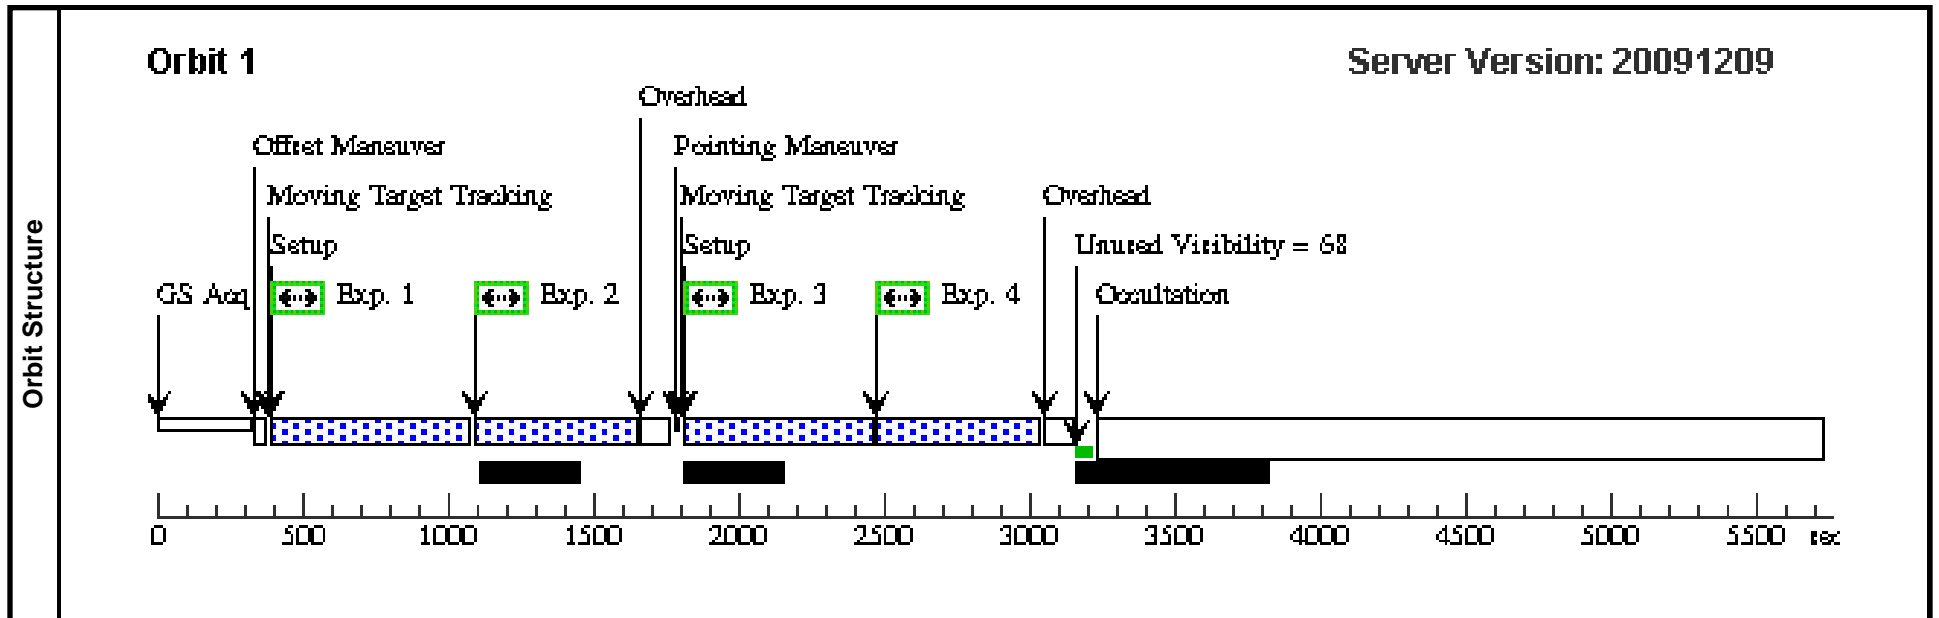 Orbit Structure
Orbit 1
Server Version: 20091209
Overhead
Offset Maneuver
Pointing Maneuver
Moving Target Tracking
Moving Target Tracking
Overhead
Setup
Setup
Unused Visibility = 68
GS Acq
Exp. 1
Exp. 2
Exp. 3
Exp. 4
Occultation
0 500 1000 1500 2000 2500 3000 3500 4000 4500 5000 5500 sec